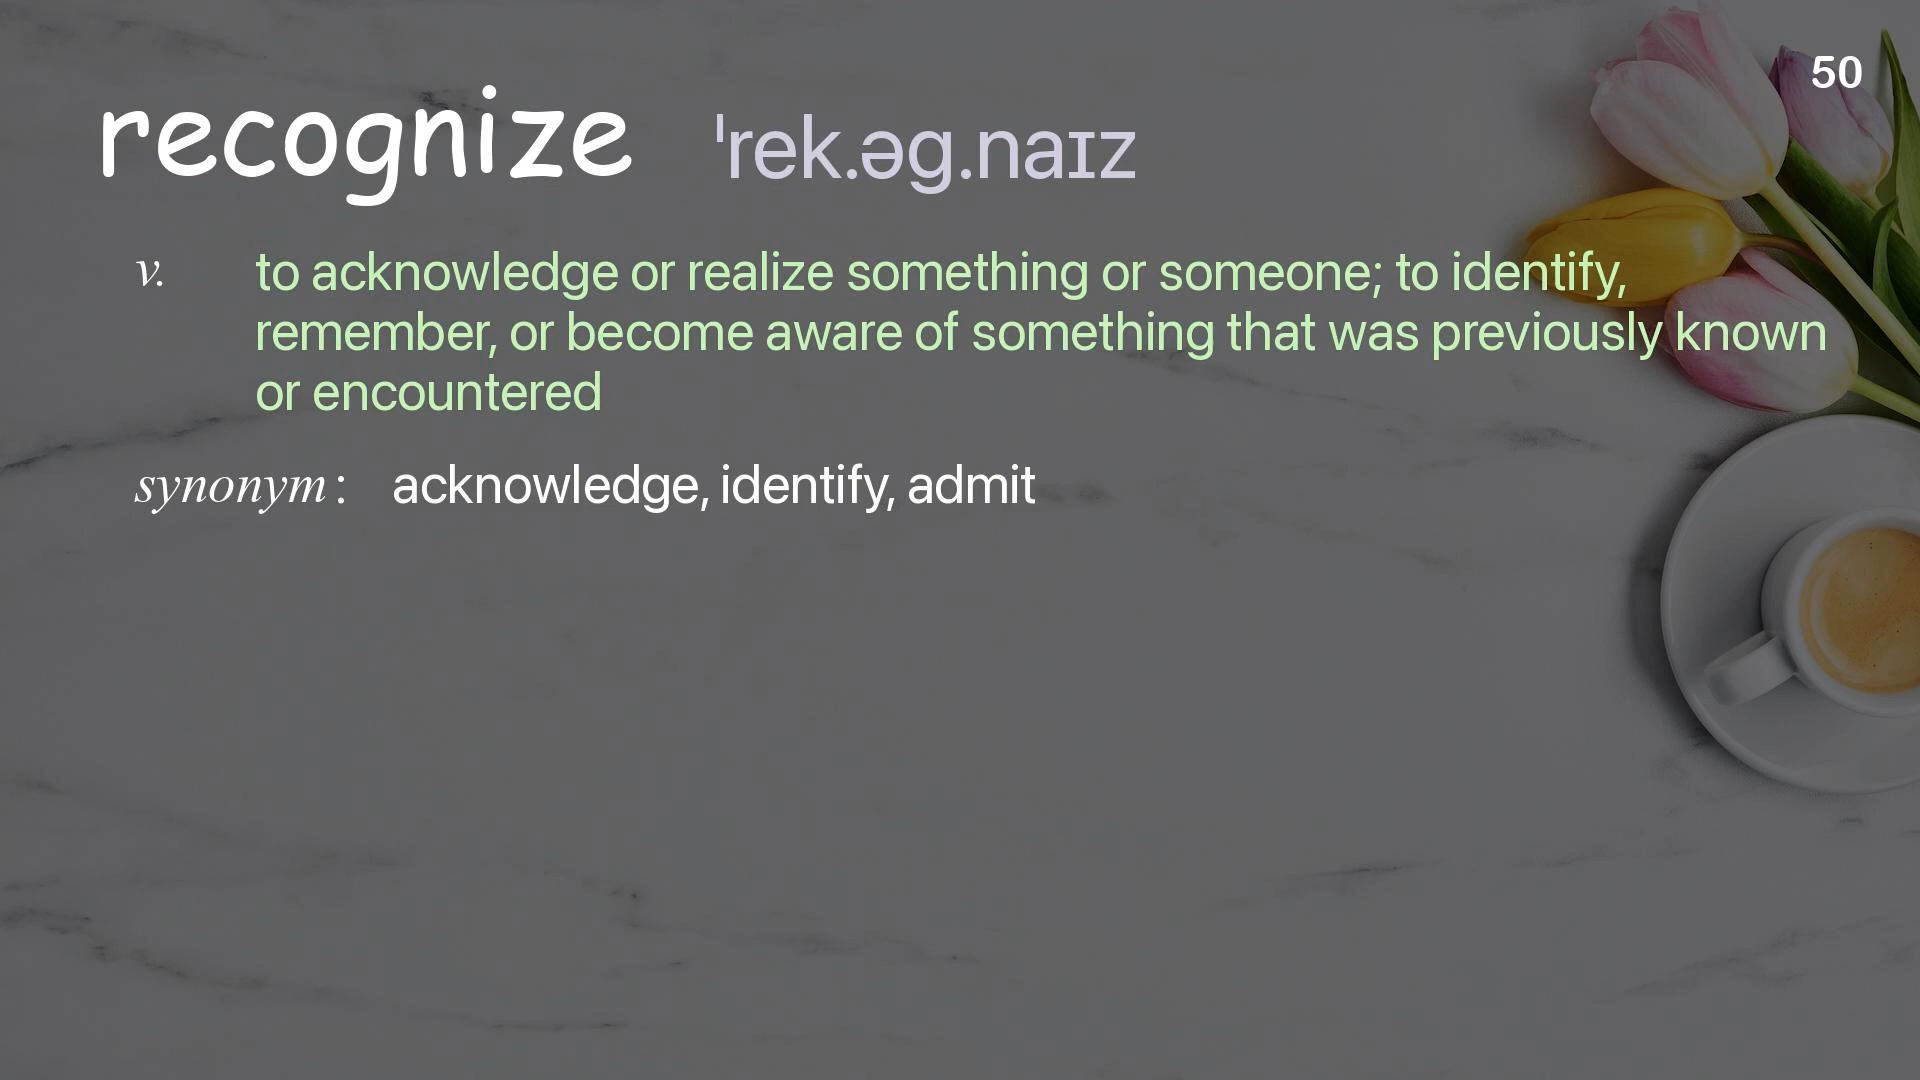 50
recognize ˈrek.əg.naɪz
v. to acknowledge or realize something or someone; to identify,
remember, or become aware of something that was previously known
or encountered
synonym : acknowledge, identify, admit